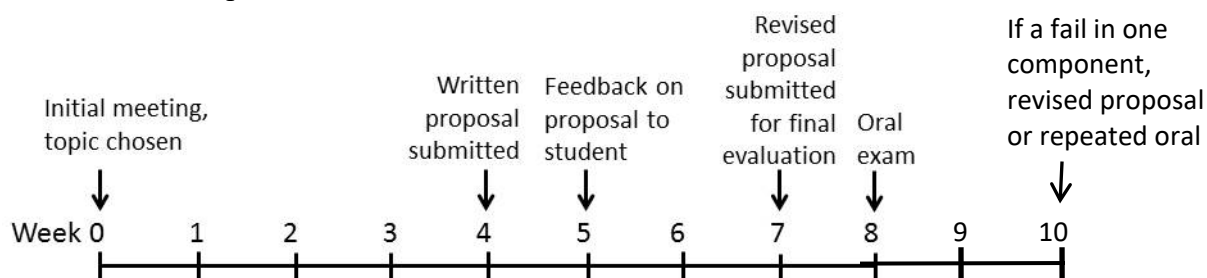 Initial meeting,
topic chosen
Written
proposal
submitted
Feedback on
proposal to
student
Revised
proposal
submitted
for final
evaluation
Oral
exam
If a fail in one
component,
revised proposal
or repeated oral
Week 0 1 2 3 4 5 6 7 8 9 10